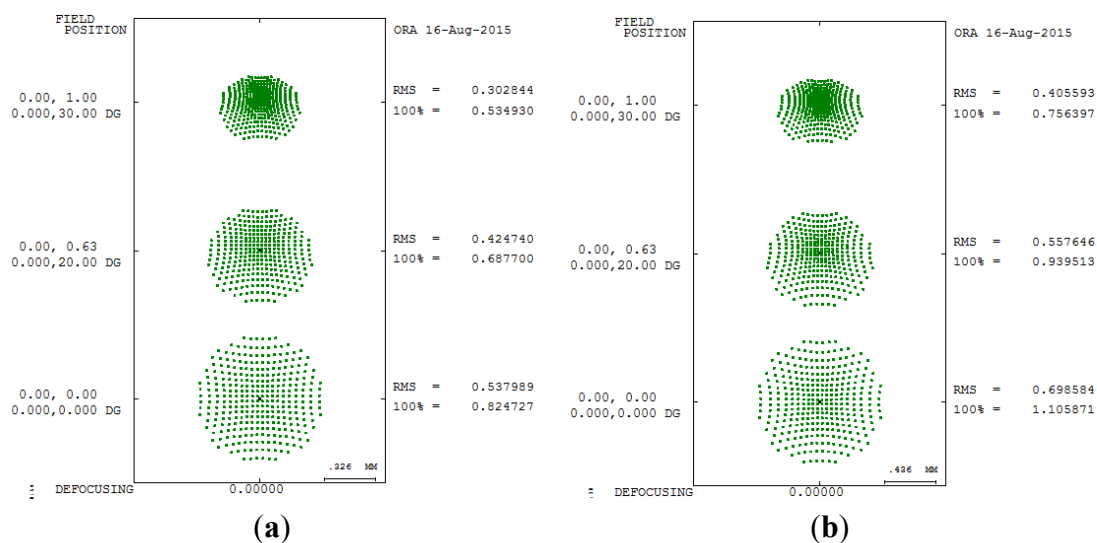 FIELD
POSITION
ORA 16-Aug-2015
0.00, 1.00
0.000,30.00 DG
RMS = 0.302844
100% = 0.534930
0.00, 0.63
0.000,20.00 DG
RMS = 0.424740
100% = 0.687700
0.00, 0.00
0.000,0.000 DG
RMS = 0.537989
100% = 0.824727
.326 MM
DEFOCUSING 0.00000
(a)
FIELD
POSITION
ORA 16-Aug-2015
0.00, 1.00
0.000,30.00 DG
RMS = 0.405593
100% = 0.756397
0.00, 0.63
0.000,20.00 DG
RMS = 0.557646
100% = 0.939513
0.00, 0.00
0.000,0.000 DG
RMS = 0.698584
100% = 1.105871
.436 MM
DEFOCUSING 0.00000
(b)